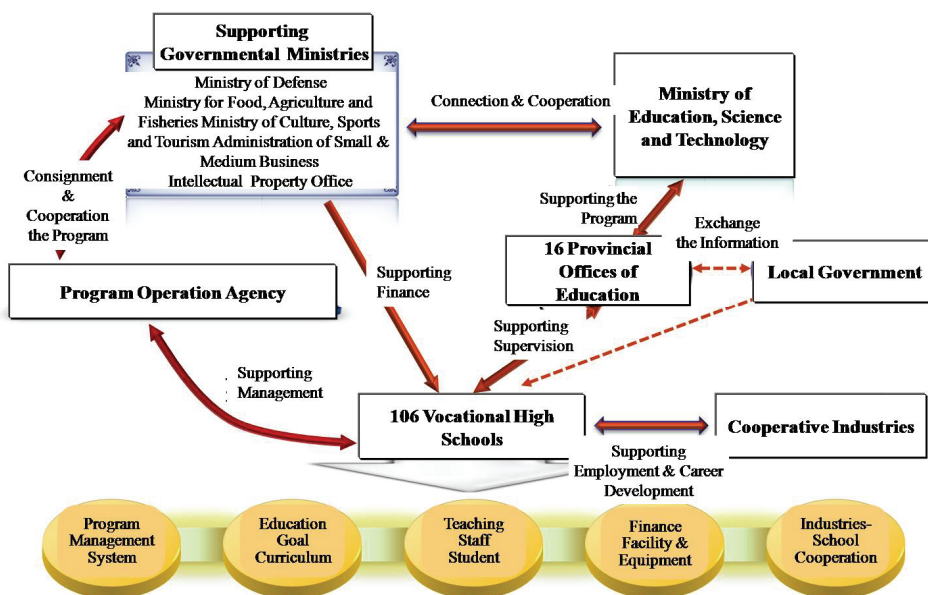 Supporting
Governmental Ministries
Ministry of Defense
Ministry for Food, Agriculture and
Fisheries Ministry of Culture, Sports
and Tourism Administration of Small &
Medium Business
Intellectual Property Office
Connection & Cooperation
Ministry of
Education, Science
and Technology
Consignment
&
Cooperation
the Program
Supporting the
Program
Exchange
the Information
16 Provincial
Offices of
Education
Local Government
Program Operation Agency
Supporting
Finance
Supporting
Supervision
Supporting
Management
106 Vocational High
Schools
Cooperative Industries
Supporting
Employment & Career
Development
Program
Management
System
Education
Goal
Curriculum
Teaching
Staff
Student
Finance
Facility &
Equipment
Industries-
School
Cooperation